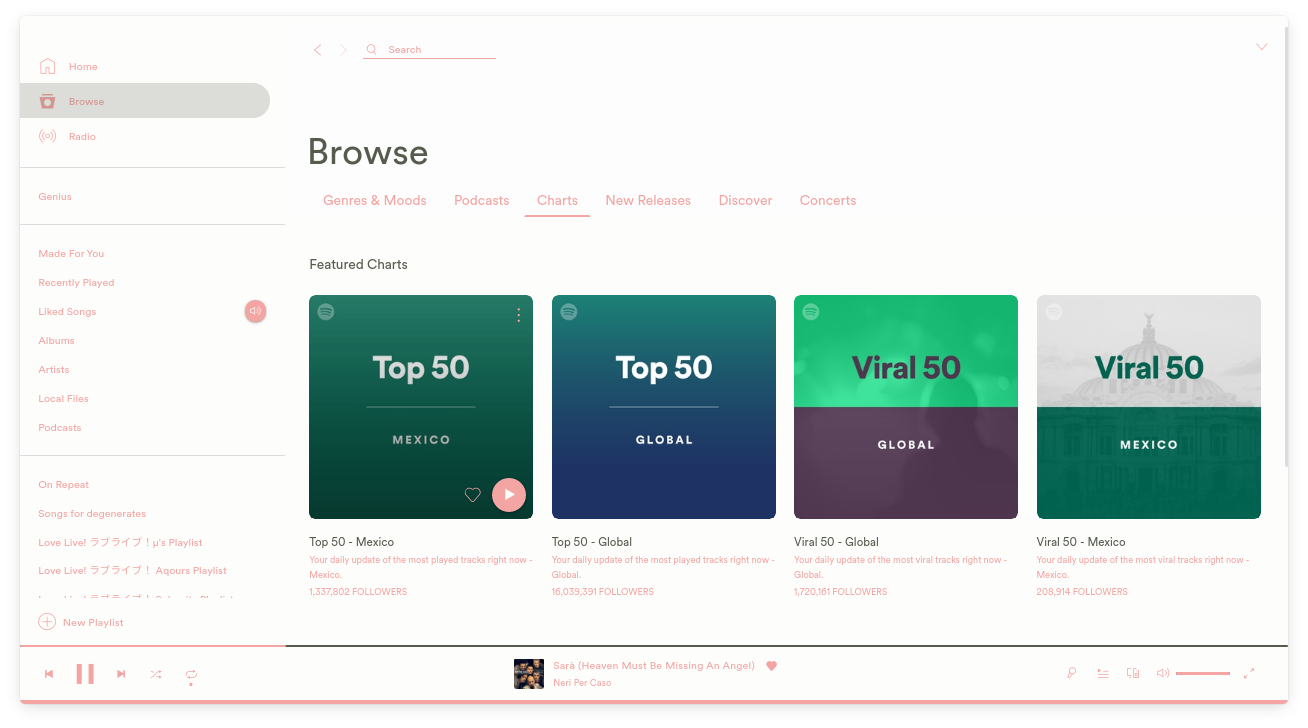 Home
Browse
Radio
Genius
Made For You
Recently Played
Liked Songs
Albums
Artists
Local Files
Podcasts
On Repeat
Songs for degenerates
Love Live! ラブライブ！μ's Playlist
Love Live! ラブライブ！ Aqours Playlist
New Playlist
Search
Browse
Genres & Moods Podcasts Charts New Releases Discover Concerts
Featured Charts
Top 50
MEXICO
Top 50 - Mexico
Your daily update of the most played tracks right now -
Mexico.
1,337,802 FOLLOWERS
Top 50
GLOBAL
Top 50 - Global
Your daily update of the most played tracks right now -
Global.
16,039,391 FOLLOWERS
Viral 50
GLOBAL
Viral 50 - Global
Your daily update of the most viral tracks right now -
Global.
1,720,161 FOLLOWERS
Viral 50
MEXICO
Viral 50 - Mexico
Your daily update of the most viral tracks right now -
Mexico.
208,914 FOLLOWERS
Sarà (Heaven Must Be Missing An Angel)
Neri Per Caso